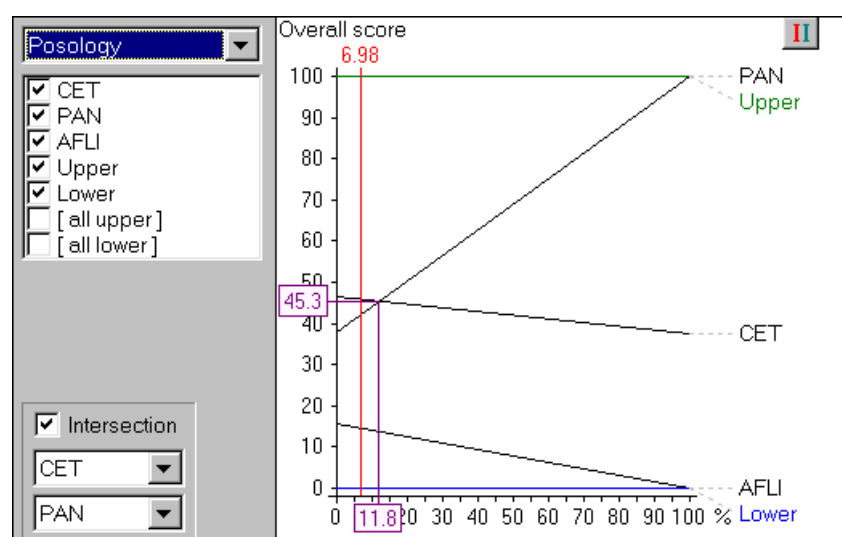 Posology
CET
PAN
AFLI
Upper
Lower
[ all upper ]
[ all lower ]
Intersection
CET
PAN
Overall score
II
6.98
100
90
80
70
60
50
45.3
40
30
20
10
0
PAN
Upper
CET
AFLI
Lower
0 11.8 20 30 40 50 60 70 80 90 100 %